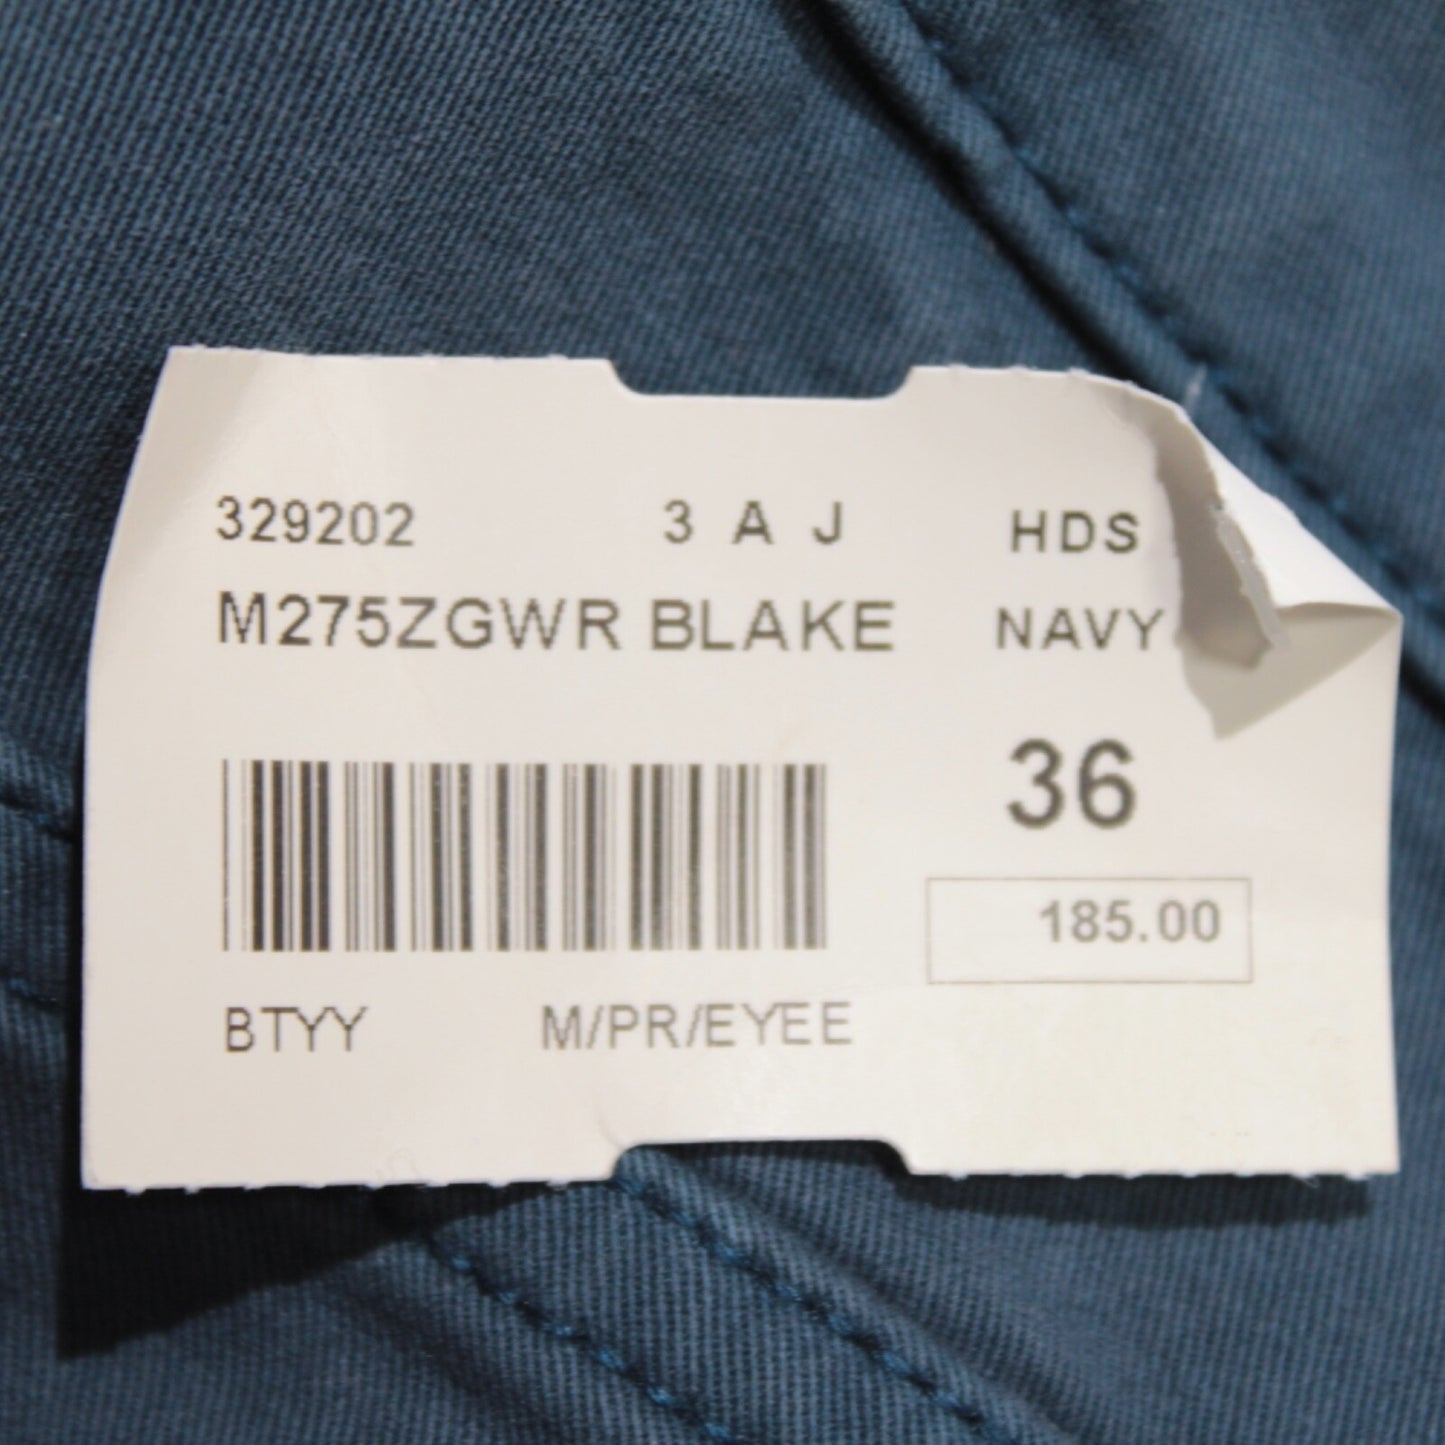 329202 3 A J HDS
M275ZGWR BLAKE NAVY
36
185.00
BTYY M/PR/EYEE